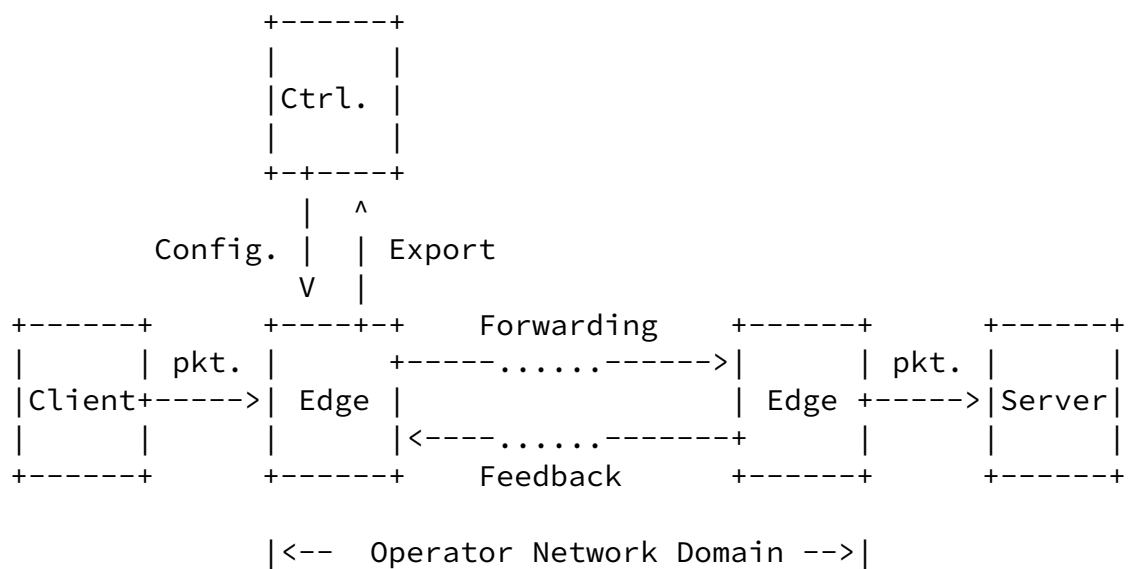 Ctrl.
Config. Export
Forwarding
pkt. pkt.
Client Edge Edge Server
Feedback
Operator Network Domain